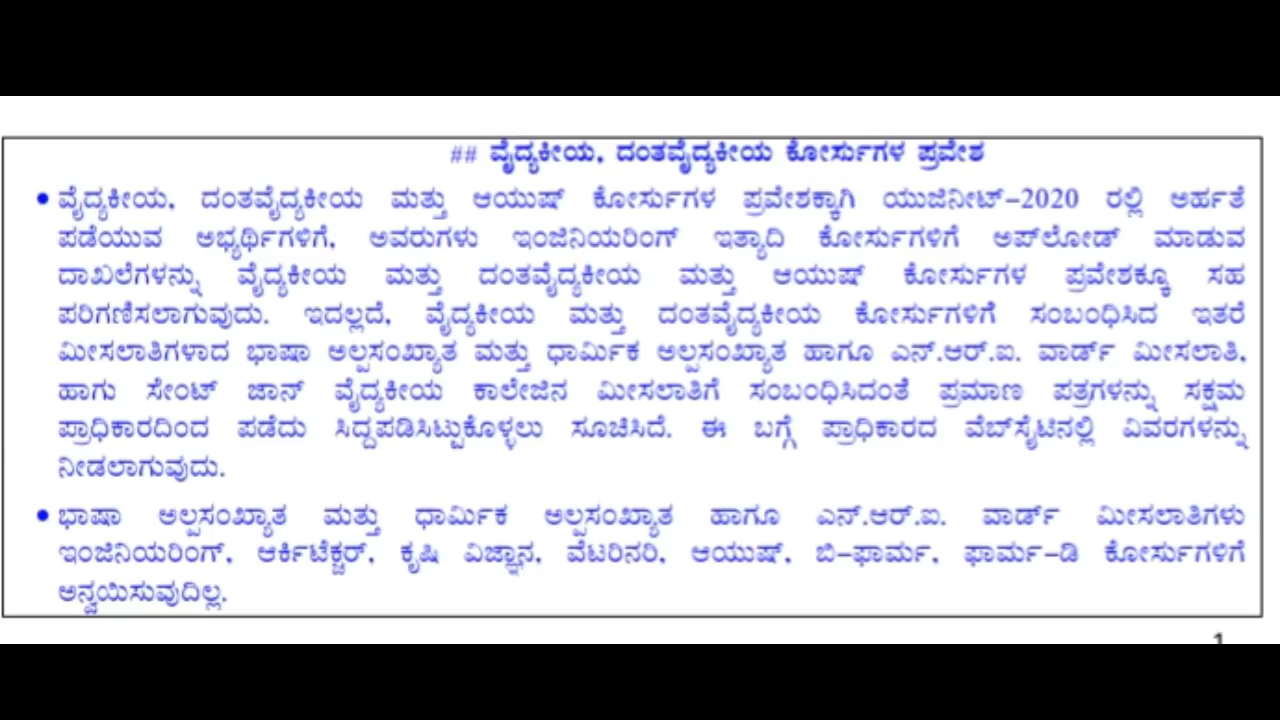 ## ವೈದ್ಯಕೀಯ, ದಂತವೈದ್ಯಕೀಯ ಕೋರ್ಸುಗಳ ಪ್ರವೇಶ
• ವೈದ್ಯಕೀಯ, ದಂತವೈದ್ಯಕೀಯ ಮತ್ತು ಆಯುಷ್ ಕೋರ್ಸುಗಳ ಪ್ರವೇಶಕ್ಕಾಗಿ ಯುಜಿನೀಟ್–2020 ರಲ್ಲಿ ಅರ್ಹತೆ
ಪಡೆಯುವ ಅಭ್ಯರ್ಥಿಗಳಿಗೆ, ಅವರುಗಳು ಇಂಜಿನಿಯರಿಂಗ್ ಇತ್ಯಾದಿ ಕೋರ್ಸುಗಳಿಗೆ ಅಪ್‌ಲೋಡ್ ಮಾಡುವ
ದಾಖಲೆಗಳನ್ನು ವೈದ್ಯಕೀಯ ಮತ್ತು ದಂತವೈದ್ಯಕೀಯ ಮತ್ತು ಆಯುಷ್ ಕೋರ್ಸುಗಳ ಪ್ರವೇಶಕ್ಕೂ ಸಹ
ಪರಿಗಣಿಸಲಾಗುವುದು. ಇದಲ್ಲದೆ, ವೈದ್ಯಕೀಯ ಮತ್ತು ದಂತವೈದ್ಯಕೀಯ ಕೋರ್ಸುಗಳಿಗೆ ಸಂಬಂಧಿಸಿದ ಇತರೆ
ಮೀಸಲಾತಿಗಳಾದ ಭಾಷಾ ಅಲ್ಪಸಂಖ್ಯಾತ ಮತ್ತು ಧಾರ್ಮಿಕ ಅಲ್ಪಸಂಖ್ಯಾತ ಹಾಗೂ ಎನ್.ಆರ್.ಐ. ವಾರ್ಡ್ ಮೀಸಲಾತಿ,
ಹಾಗು ಸೇಂಟ್ ಜಾನ್ ವೈದ್ಯಕೀಯ ಕಾಲೇಜಿನ ಮೀಸಲಾತಿಗೆ ಸಂಬಂಧಿಸಿದಂತೆ ಪ್ರಮಾಣ ಪತ್ರಗಳನ್ನು ಸಕ್ಷಮ
ಪ್ರಾಧಿಕಾರದಿಂದ ಪಡೆದು ಸಿದ್ದಪಡಿಸಿಟ್ಟುಕೊಳ್ಳಲು ಸೂಚಿಸಿದೆ. ಈ ಬಗ್ಗೆ ಪ್ರಾಧಿಕಾರದ ವೆಬ್‌ಸೈಟಿನಲ್ಲಿ ವಿವರಗಳನ್ನು
ನೀಡಲಾಗುವುದು.
• ಭಾಷಾ ಅಲ್ಪಸಂಖ್ಯಾತ ಮತ್ತು ಧಾರ್ಮಿಕ ಅಲ್ಪಸಂಖ್ಯಾತ ಹಾಗೂ ಎನ್.ಆರ್.ಐ. ವಾರ್ಡ್ ಮೀಸಲಾತಿಗಳು
ಇಂಜಿನಿಯರಿಂಗ್, ಆರ್ಕಿಟೆಕ್ಚರ್, ಕೃಷಿ ವಿಜ್ಞಾನ, ವೆಟರಿನರಿ, ಆಯುಷ್, ಬಿ–ಫಾರ್ಮ, ಫಾರ್ಮ–ಡಿ ಕೋರ್ಸುಗಳಿಗೆ
ಅನ್ವಯಿಸುವುದಿಲ್ಲ.
1